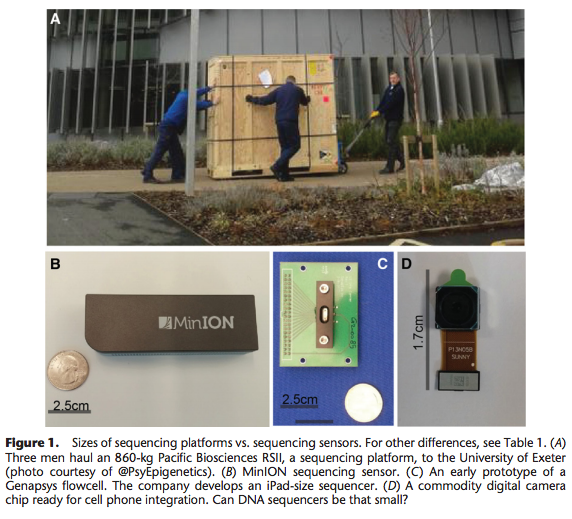 A
B
MinION
2.5cm
C
2.5cm
D
1.7cm
P13N05B
SUNNY
Figure 1. Sizes of sequencing platforms vs. sequencing sensors. For other differences, see Table 1. (A)
Three men haul an 860-kg Pacific Biosciences RSII, a sequencing platform, to the University of Exeter
(photo courtesy of @PsyEpigenetics). (B) MinION sequencing sensor. (C) An early prototype of a
Genapsys flowcell. The company develops an iPad-size sequencer. (D) A commodity digital camera
chip ready for cell phone integration. Can DNA sequencers be that small?